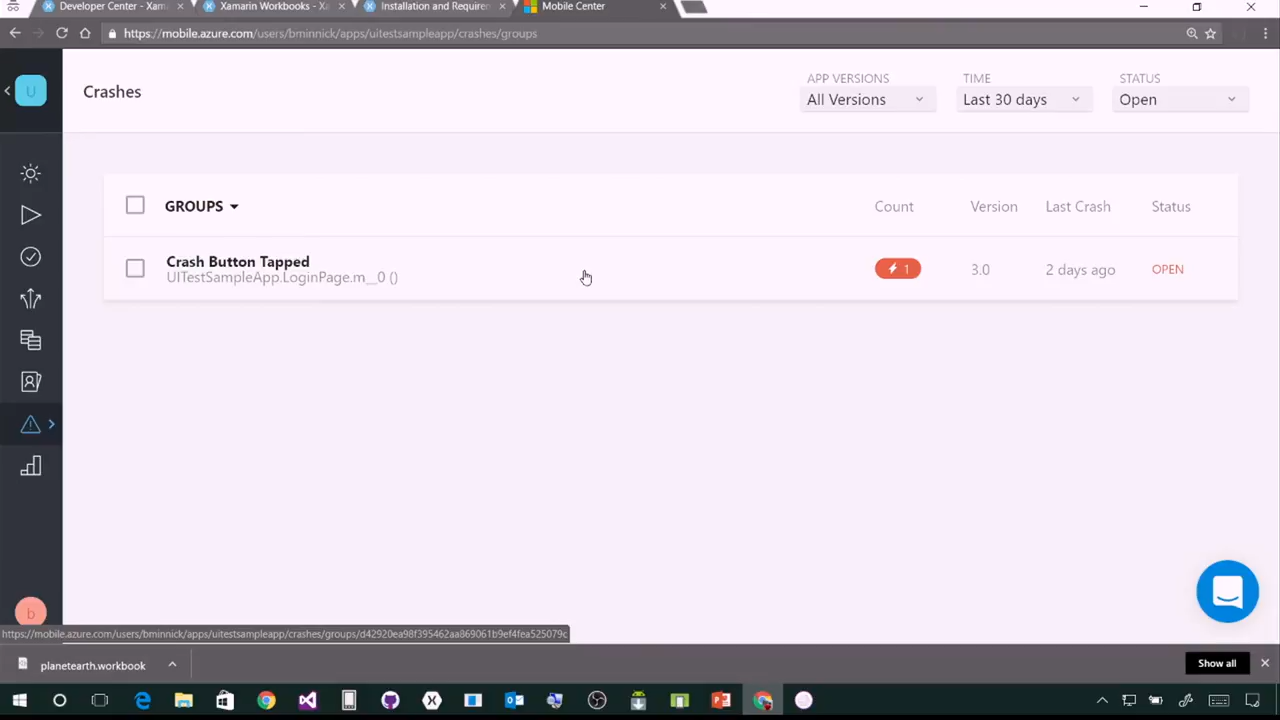 Developer Center - Xam
Xamarin Workbooks - X
Installation and Require
Mobile Center
https://mobile.azure.com/users/bminnick/apps/uitestsampleapp/crashes/groups
U
Crashes
APP VERSIONS
All Versions
TIME
Last 30 days
STATUS
Open
GROUPS
Count
Version
Last Crash
Status
Crash Button Tapped
UITestSampleApp.LoginPage.m__0 ()
1
3.0
2 days ago
OPEN
b
https://mobile.azure.com/users/bminnick/apps/uitestsampleapp/crashes/groups/d42920ea98f395462aa869061b9ef4fea525079c
planetearth.workbook
Show all